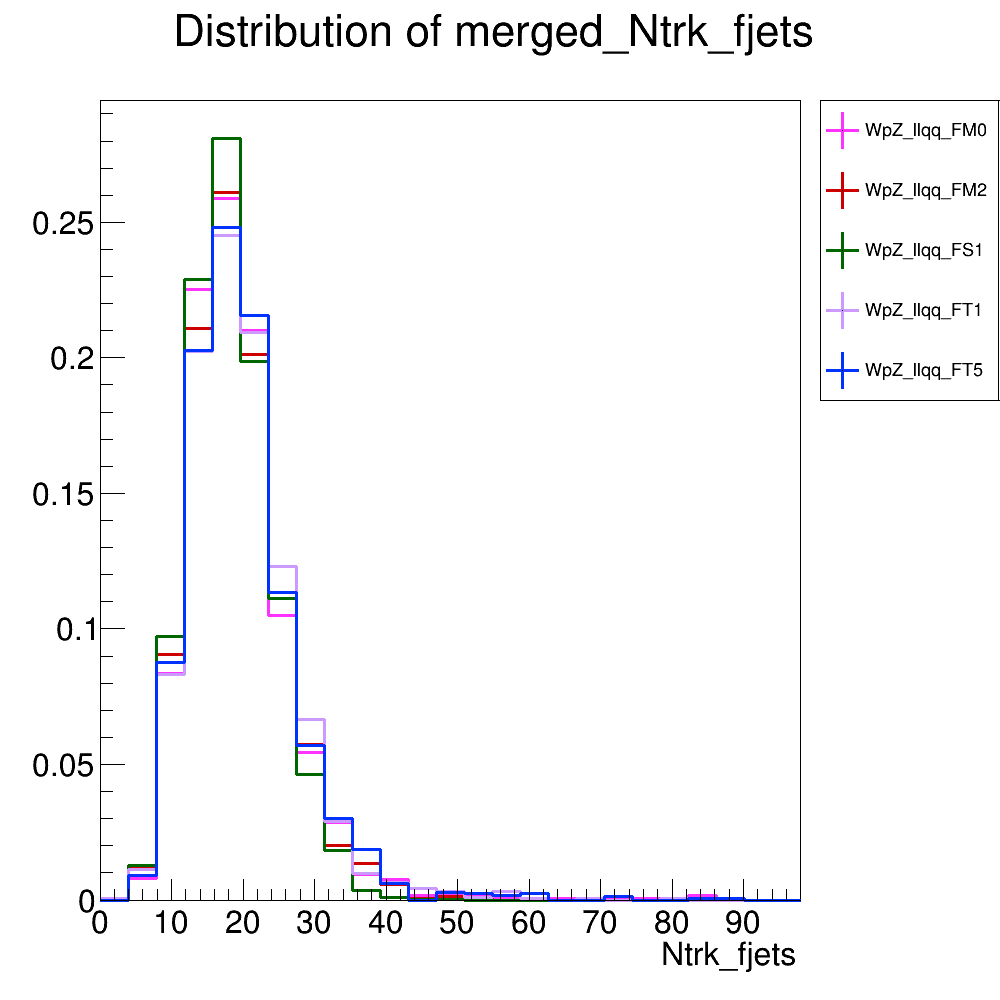 Distribution of merged_Ntrk_fjets
WpZ_llqq_FM0
WpZ_llqq_FM2
WpZ_llqq_FS1
WpZ_llqq_FT1
WpZ_llqq_FT5
0.25
0.2
0.15
0.1
0.05
0
0 10 20 30 40 50 60 70 80 90
Ntrk_fjets